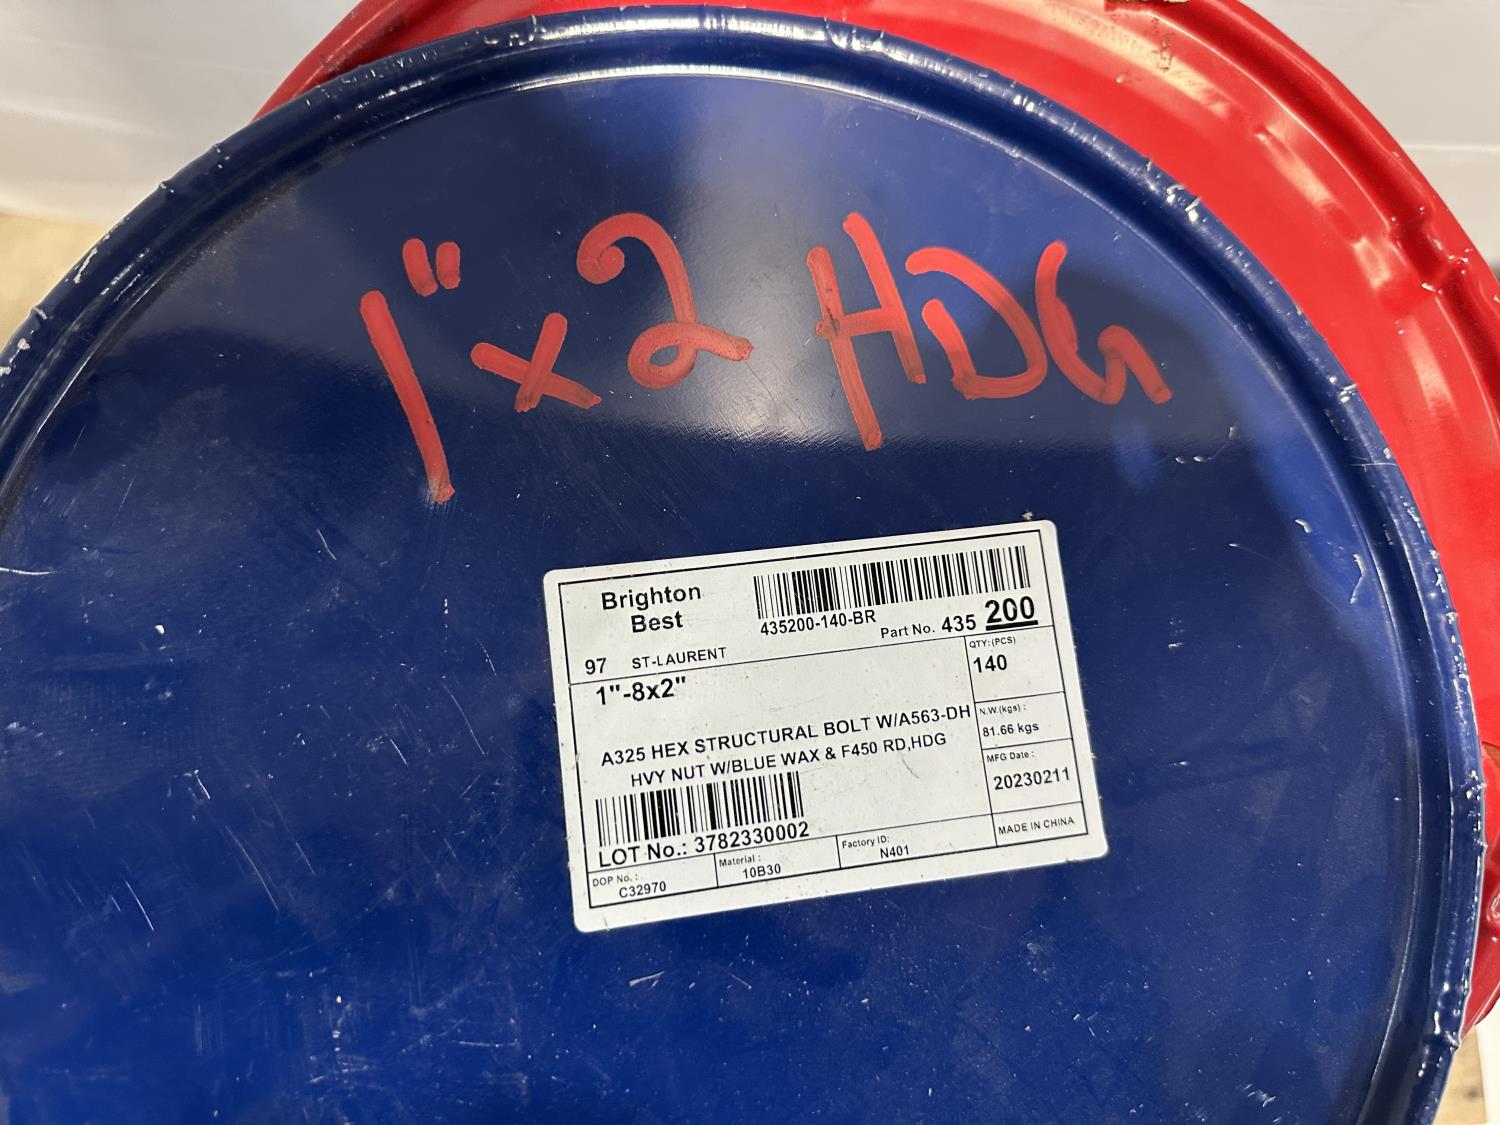 1" x 2 HDG
Brighton
Best
435200-140-BR
Part No. 435 200
97 ST-LAURENT
QTY:(PCS)
140
1"-8x2"
N.W.(kgs) :
81.66 kgs
A325 HEX STRUCTURAL BOLT W/A563-DH
HVY NUT W/BLUE WAX & F450 RD,HDG
MFG Date :
20230211
LOT No.: 3782330002
MADE IN CHINA
DOP No. :
C32970
Material :
10B30
Factory ID:
N401